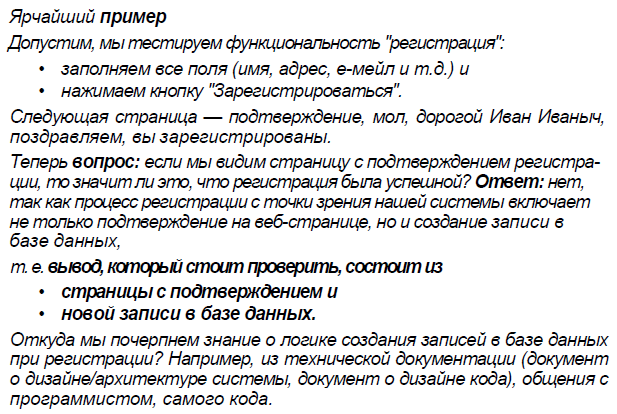 Ярчайший пример
Допустим, мы тестируем функциональность "регистрация":
• заполняем все поля (имя, адрес, е-мейл и т.д.) и
• нажимаем кнопку "Зарегистрироваться".
Следующая страница — подтверждение, мол, дорогой Иван Иваныч,
поздравляем, вы зарегистрированы.
Теперь вопрос: если мы видим страницу с подтверждением регистра-
ции, то значит ли это, что регистрация была успешной? Ответ: нет,
так как процесс регистрации с точки зрения нашей системы включает
не только подтверждение на веб-странице, но и создание записи в
базе данных,
т. е. вывод, который стоит проверить, состоит из
• страницы с подтверждением и
• новой записи в базе данных.
Откуда мы почерпнем знание о логике создания записей в базе данных
при регистрации? Например, из технической документации (документ
о дизайне/архитектуре системы, документ о дизайне кода), общения с
программистом, самого кода.